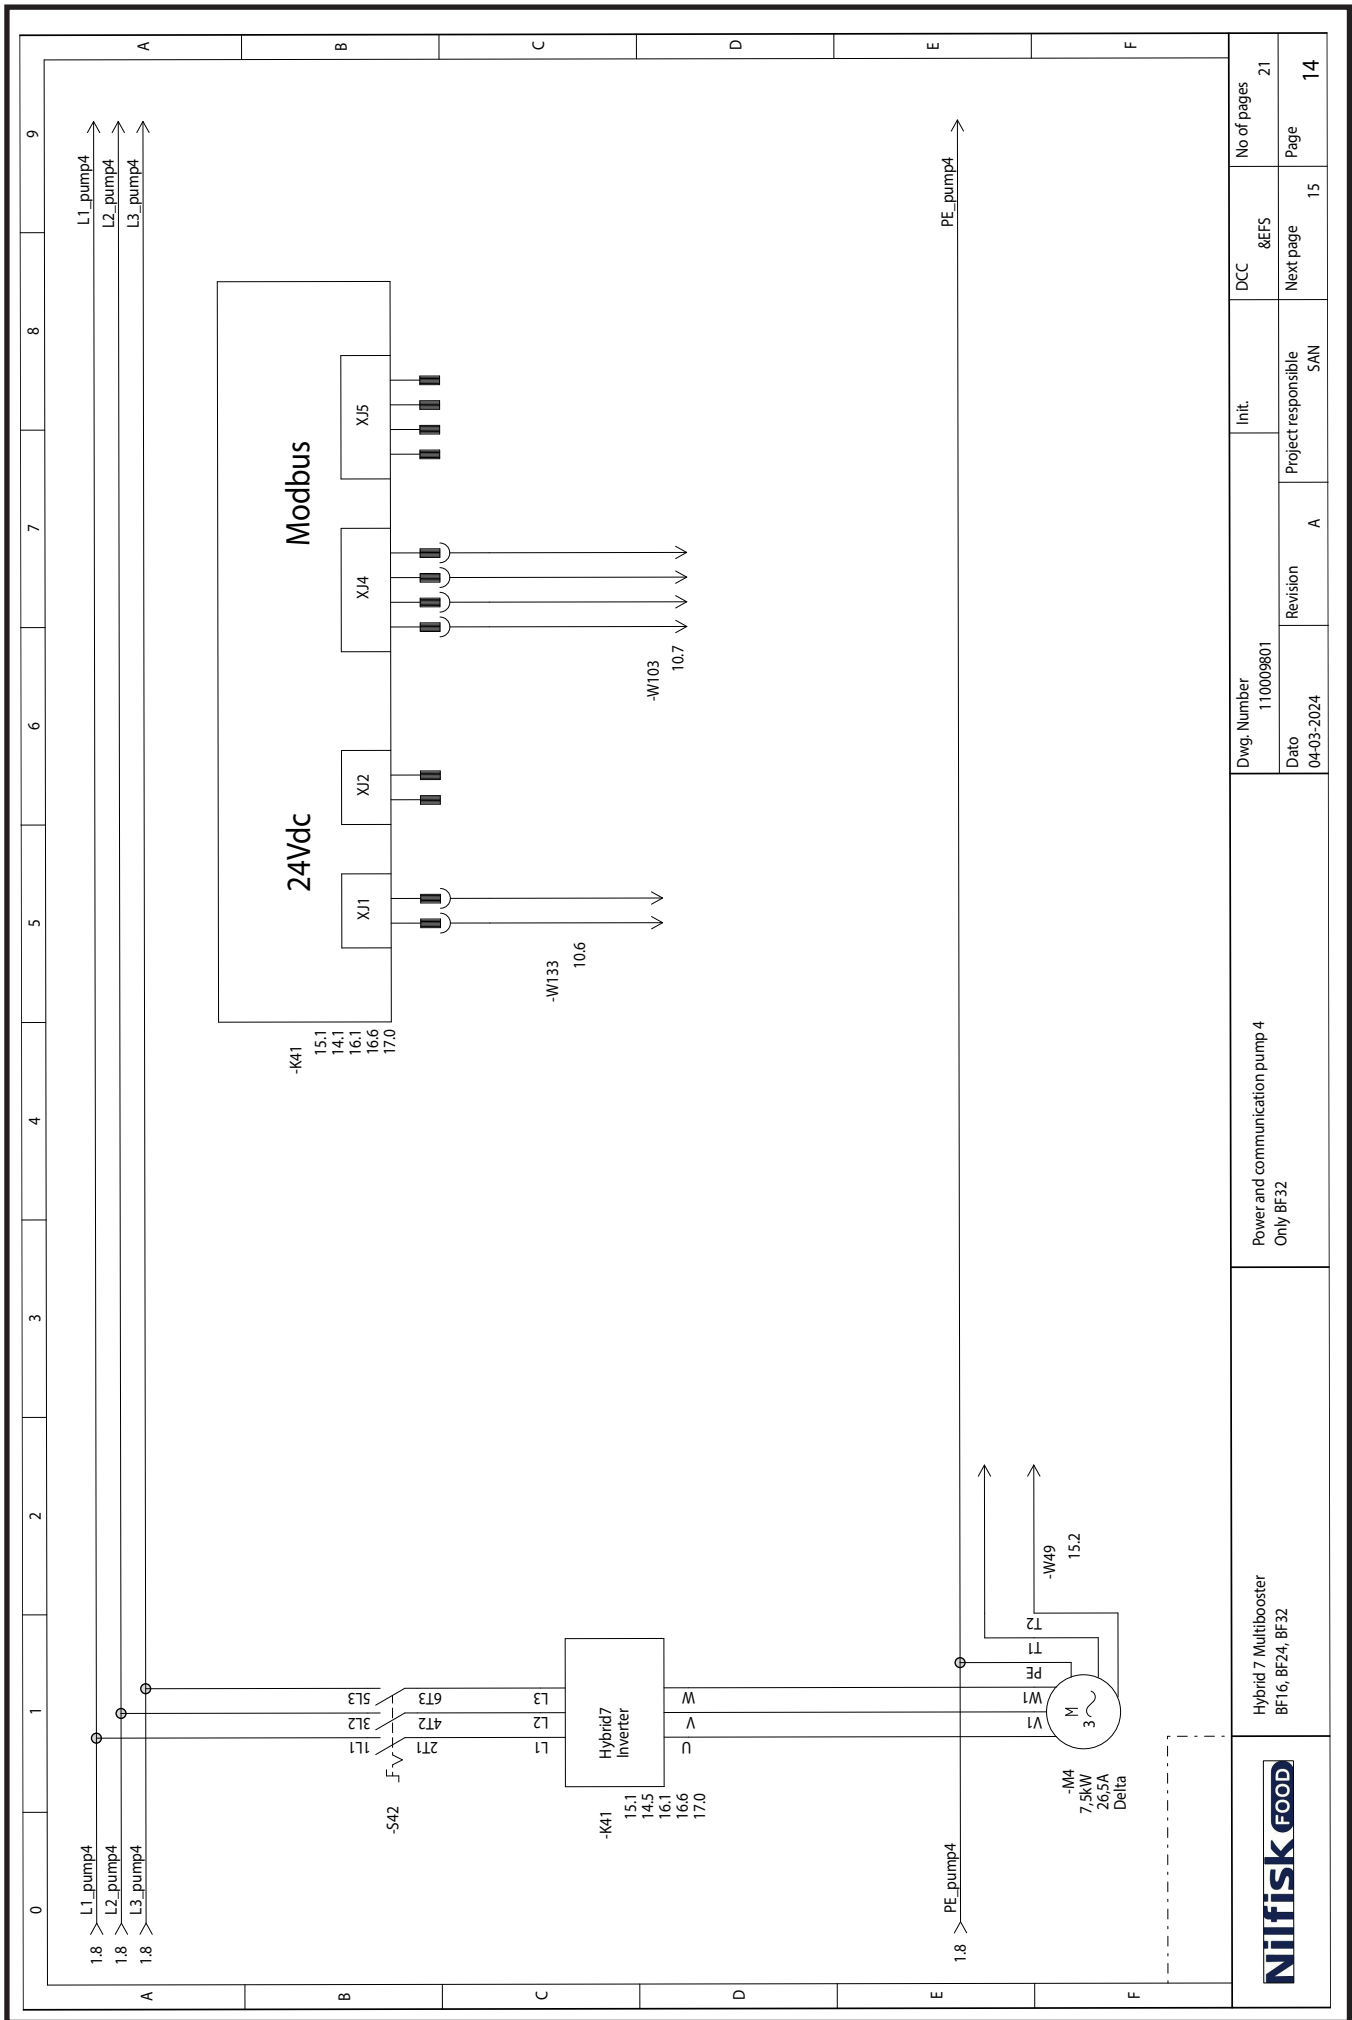 0
1
2
3
4
5
6
7
8
9
A
B
C
D
E
F
A
B
C
D
E
F
1.8
L1_pump4
L1_pump4
1.8
L2_pump4
L2_pump4
1.8
L3_pump4
L3_pump4
-S42
1L1
3L2
5L3
2T1
4T2
6T3
L1
L2
L3
-K41
15.1
14.5
16.1
16.6
17.0
Hybrid7
Inverter
U
V
W
1.8
PE_pump4
PE_pump4
V1
W1
PE
T1
T2
-M4
7,5kW
26,5A
Delta
M
3
-W49
15.2
-K41
15.1
14.1
16.1
16.6
17.0
24Vdc
Modbus
XJ1
XJ2
XJ4
XJ5
-W133
10.6
-W103
10.7
Nilfisk FOOD
Hybrid 7 Multibooster
BF16, BF24, BF32
Power and communication pump 4
Only BF32
Dwg. Number
110009801
Init.
DCC
&EFS
No of pages
21
Dato
04-03-2024
Revision
A
Project responsible
SAN
Next page
15
Page
14